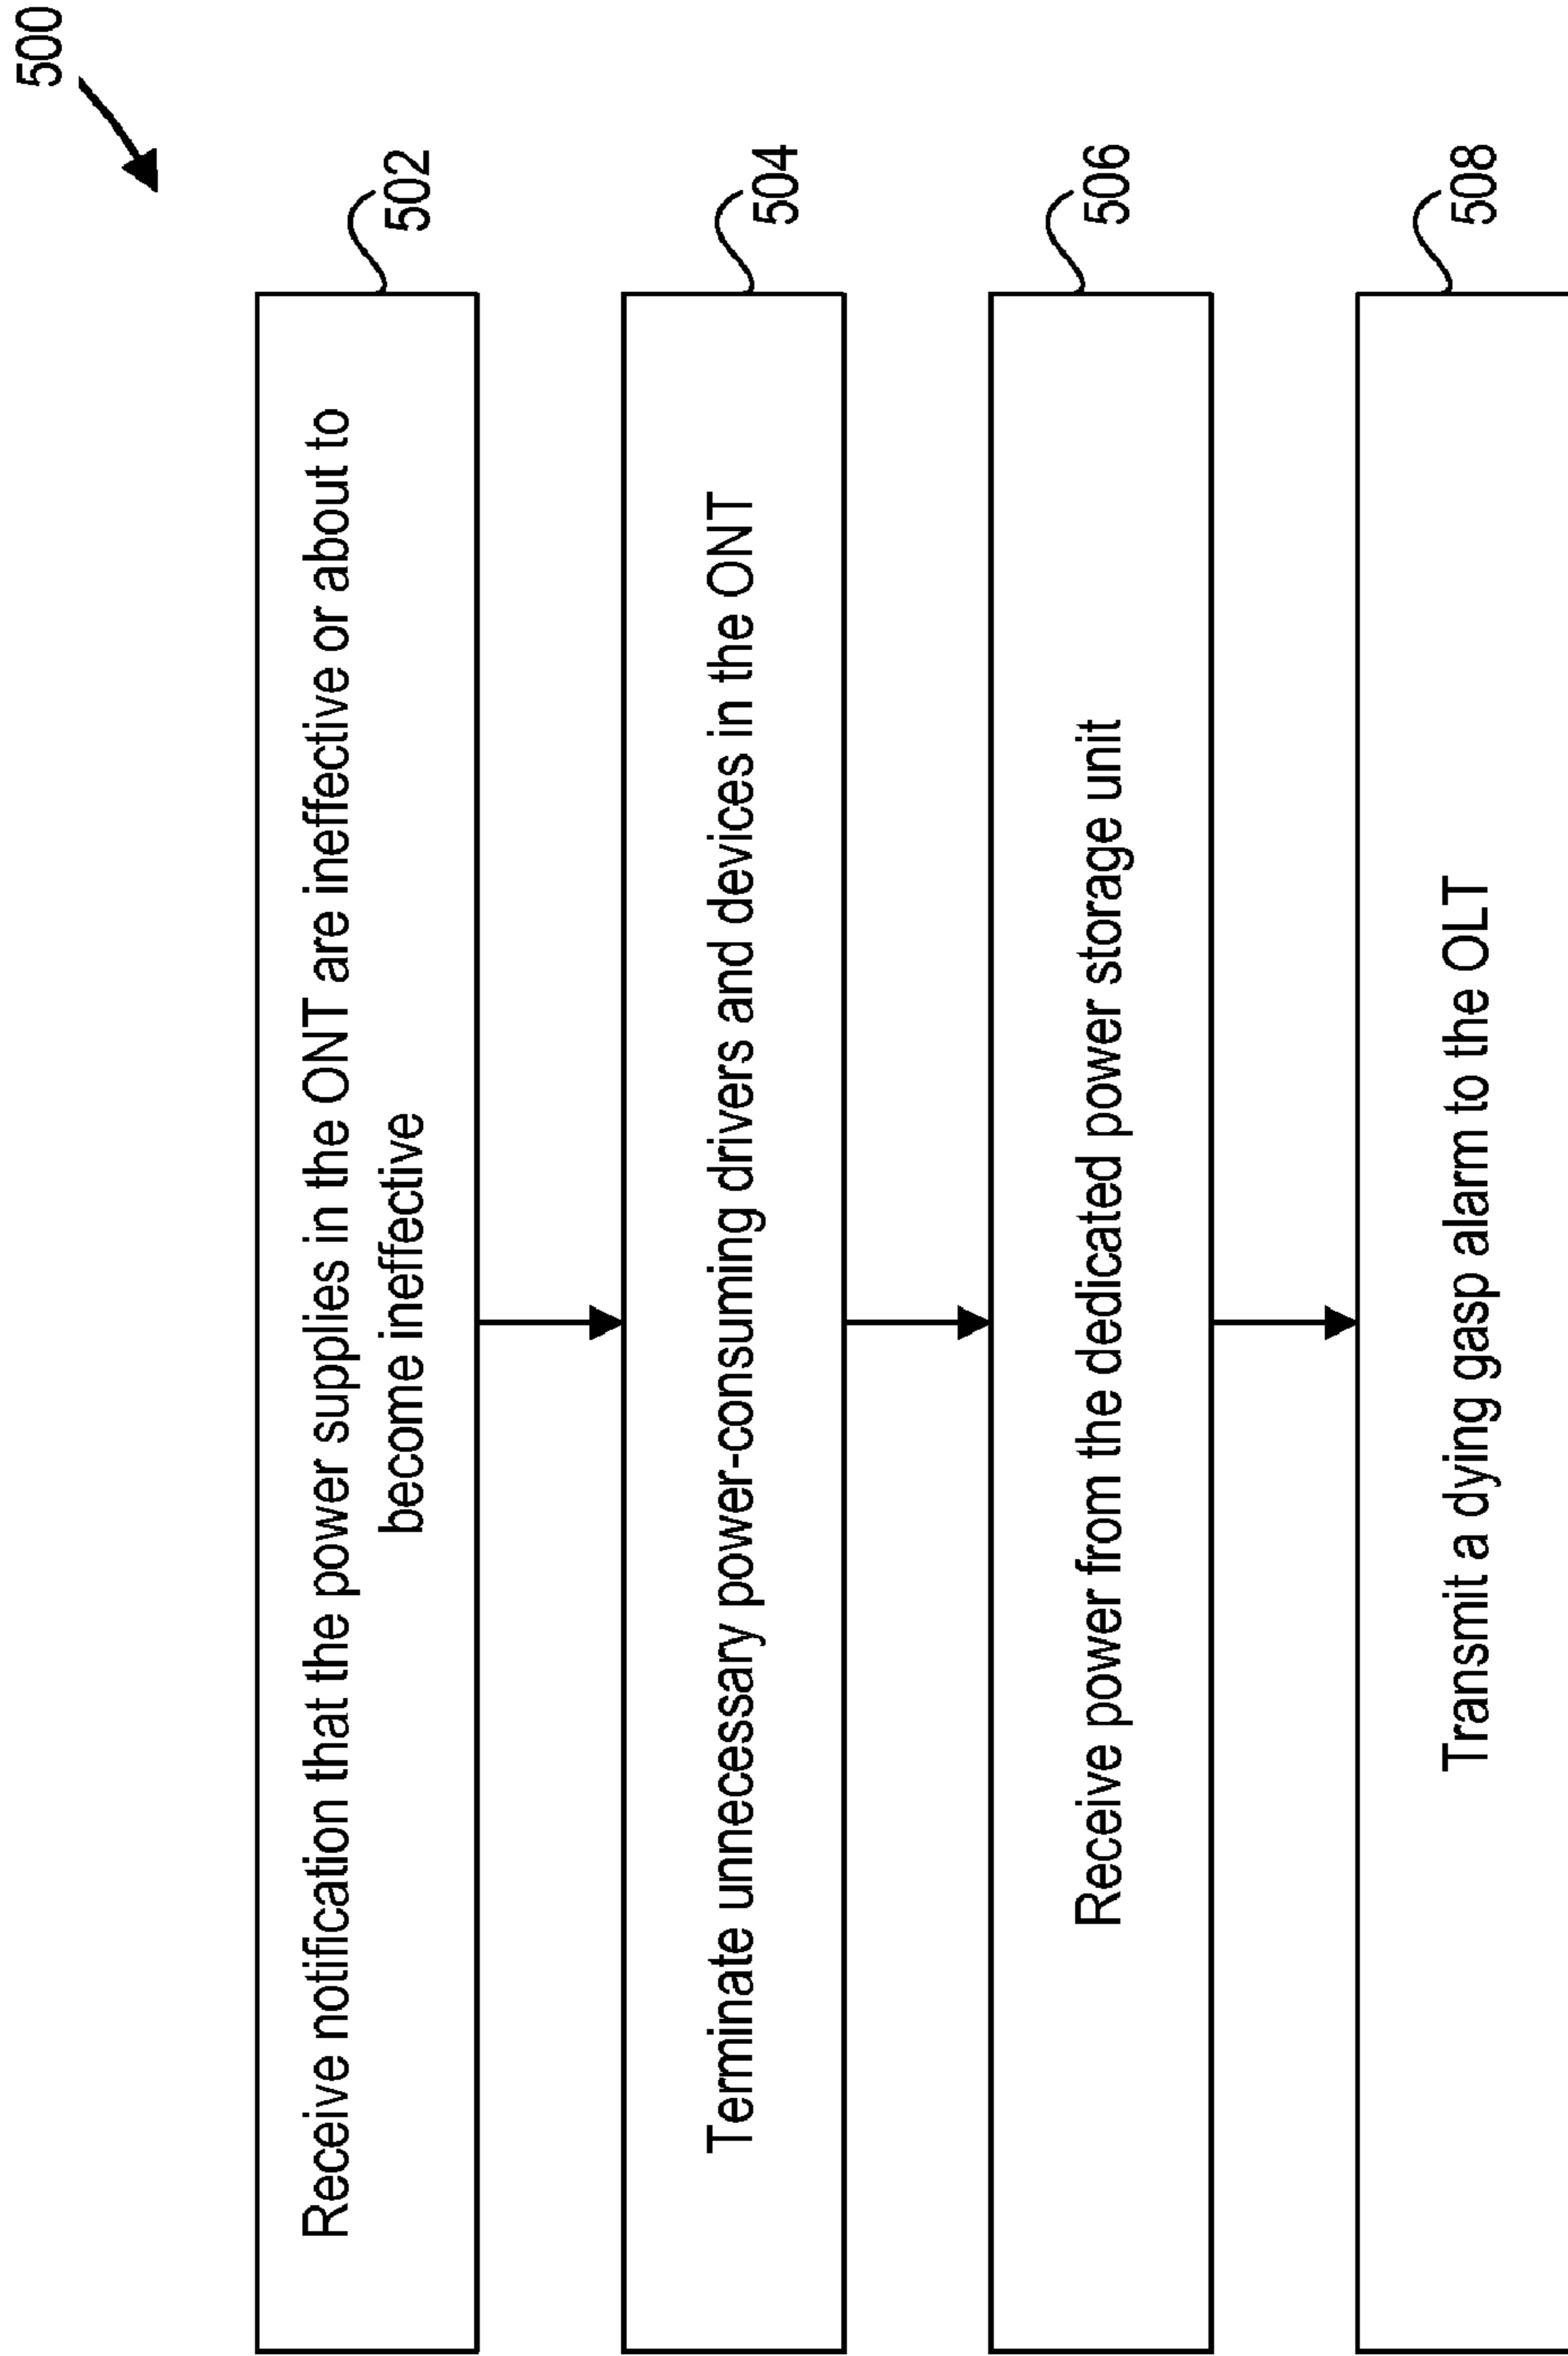 500
Receive notification that the power supplies in the ONT are ineffective or about to
become ineffective
502
Terminate unnecessary power-consuming drivers and devices in the ONT
504
Receive power from the dedicated power storage unit
506
Transmit a dying gasp alarm to the OLT
508